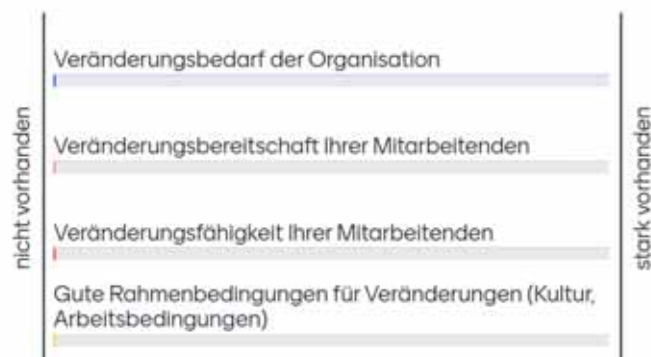 nicht vorhanden
Veränderungsbedarf der Organisation
Veränderungsbereitschaft Ihrer Mitarbeitenden
Veränderungsfähigkeit Ihrer Mitarbeitenden
Gute Rahmenbedingungen für Veränderungen (Kultur,
Arbeitsbedingungen)
stark vorhanden